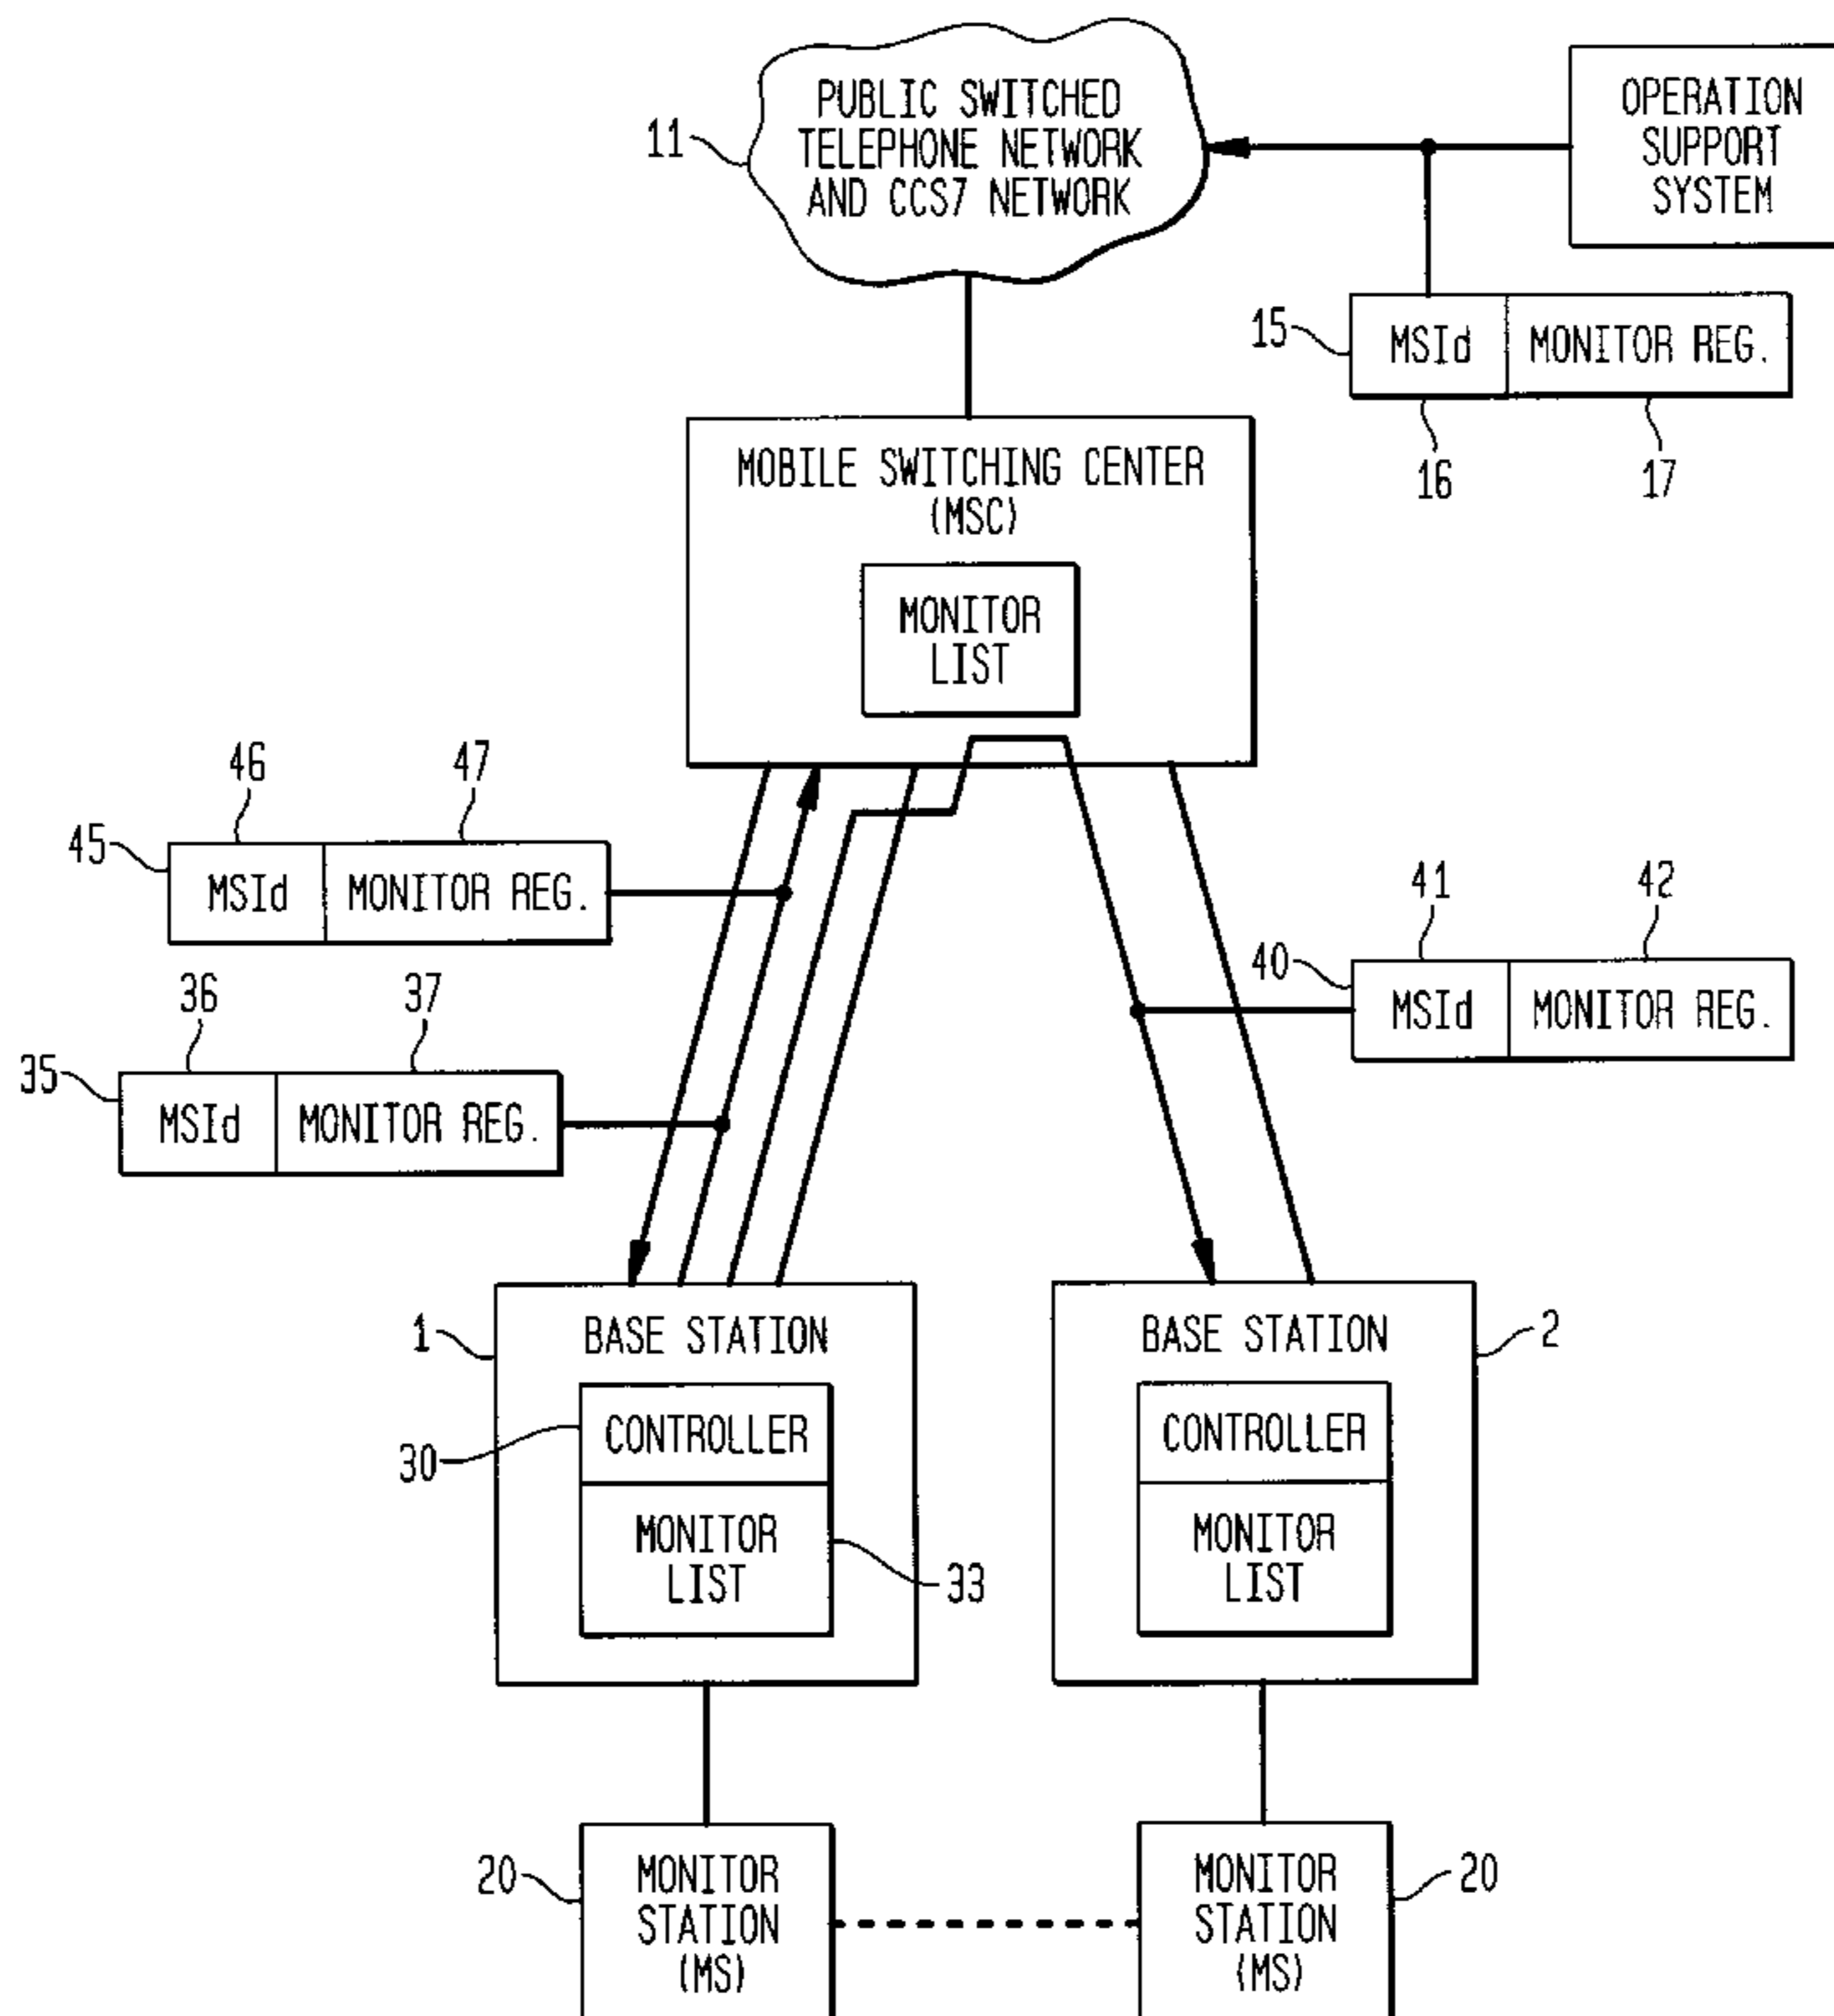 PUBLIC SWITCHED
TELEPHONE NETWORK
AND CCS7 NETWORK
11
OPERATION
SUPPORT
SYSTEM
15
MSId
MONITOR REG.
16
17
MOBILE SWITCHING CENTER
(MSC)
MONITOR
LIST
46
47
45
MSId
MONITOR REG.
36
37
35
MSId
MONITOR REG.
41
42
40
MSId
MONITOR REG.
1
BASE STATION
CONTROLLER
30
MONITOR
LIST
33
BASE STATION
2
CONTROLLER
MONITOR
LIST
20
MONITOR
STATION
(MS)
MONITOR
STATION
(MS)
20